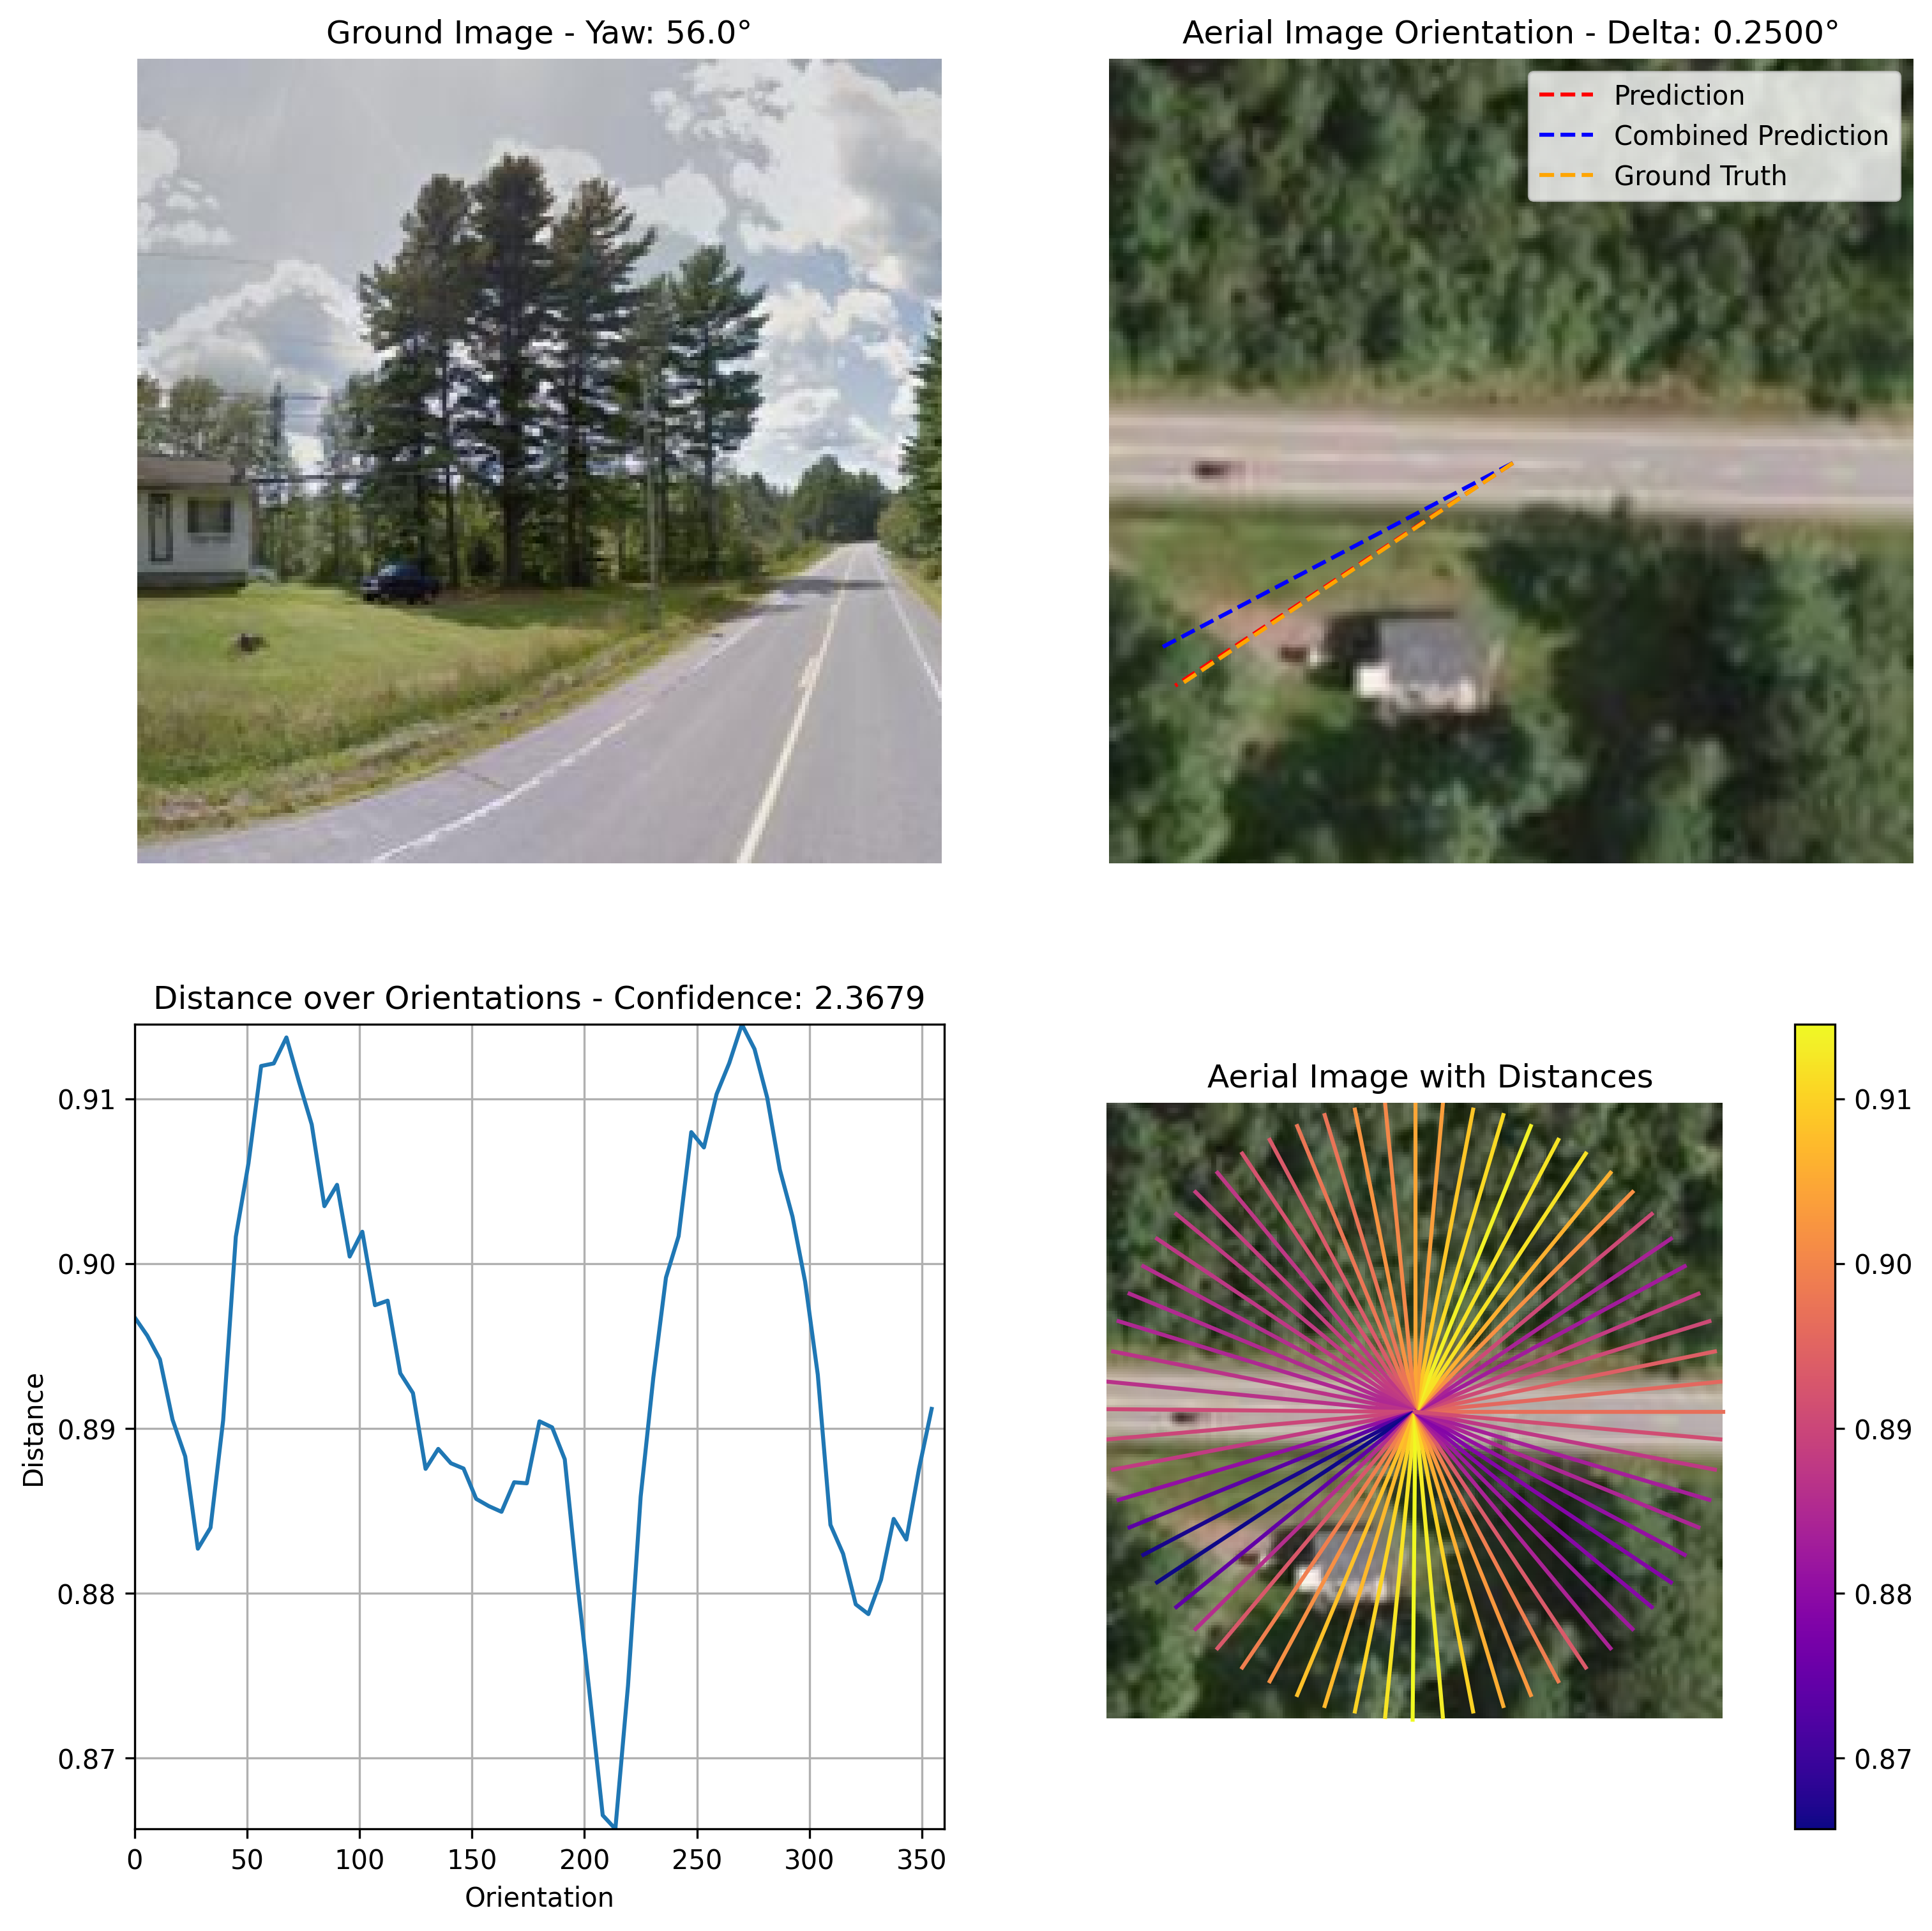 Ground Image - Yaw: 56.0°
Aerial Image Orientation - Delta: 0.2500°
Prediction
Combined Prediction
Ground Truth
Distance over Orientations - Confidence: 2.3679
0.91
0.90
0.89
0.88
0.87
Distance
0 50 100 150 200 250 300 350
Orientation
Aerial Image with Distances
0.91
0.90
0.89
0.88
0.87